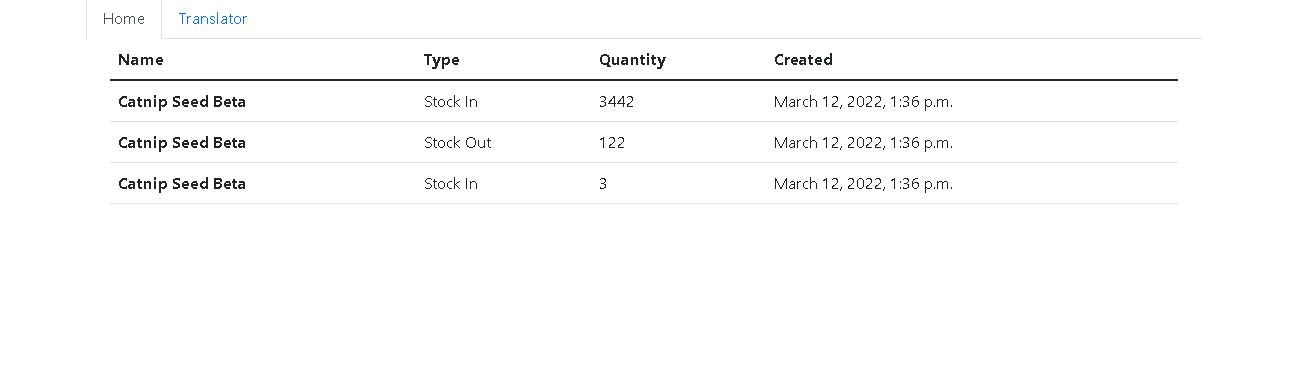 Home Translator
Name Type Quantity Created
Catnip Seed Beta Stock In 3442 March 12, 2022, 1:36 p.m.
Catnip Seed Beta Stock Out 122 March 12, 2022, 1:36 p.m.
Catnip Seed Beta Stock In 3 March 12, 2022, 1:36 p.m.